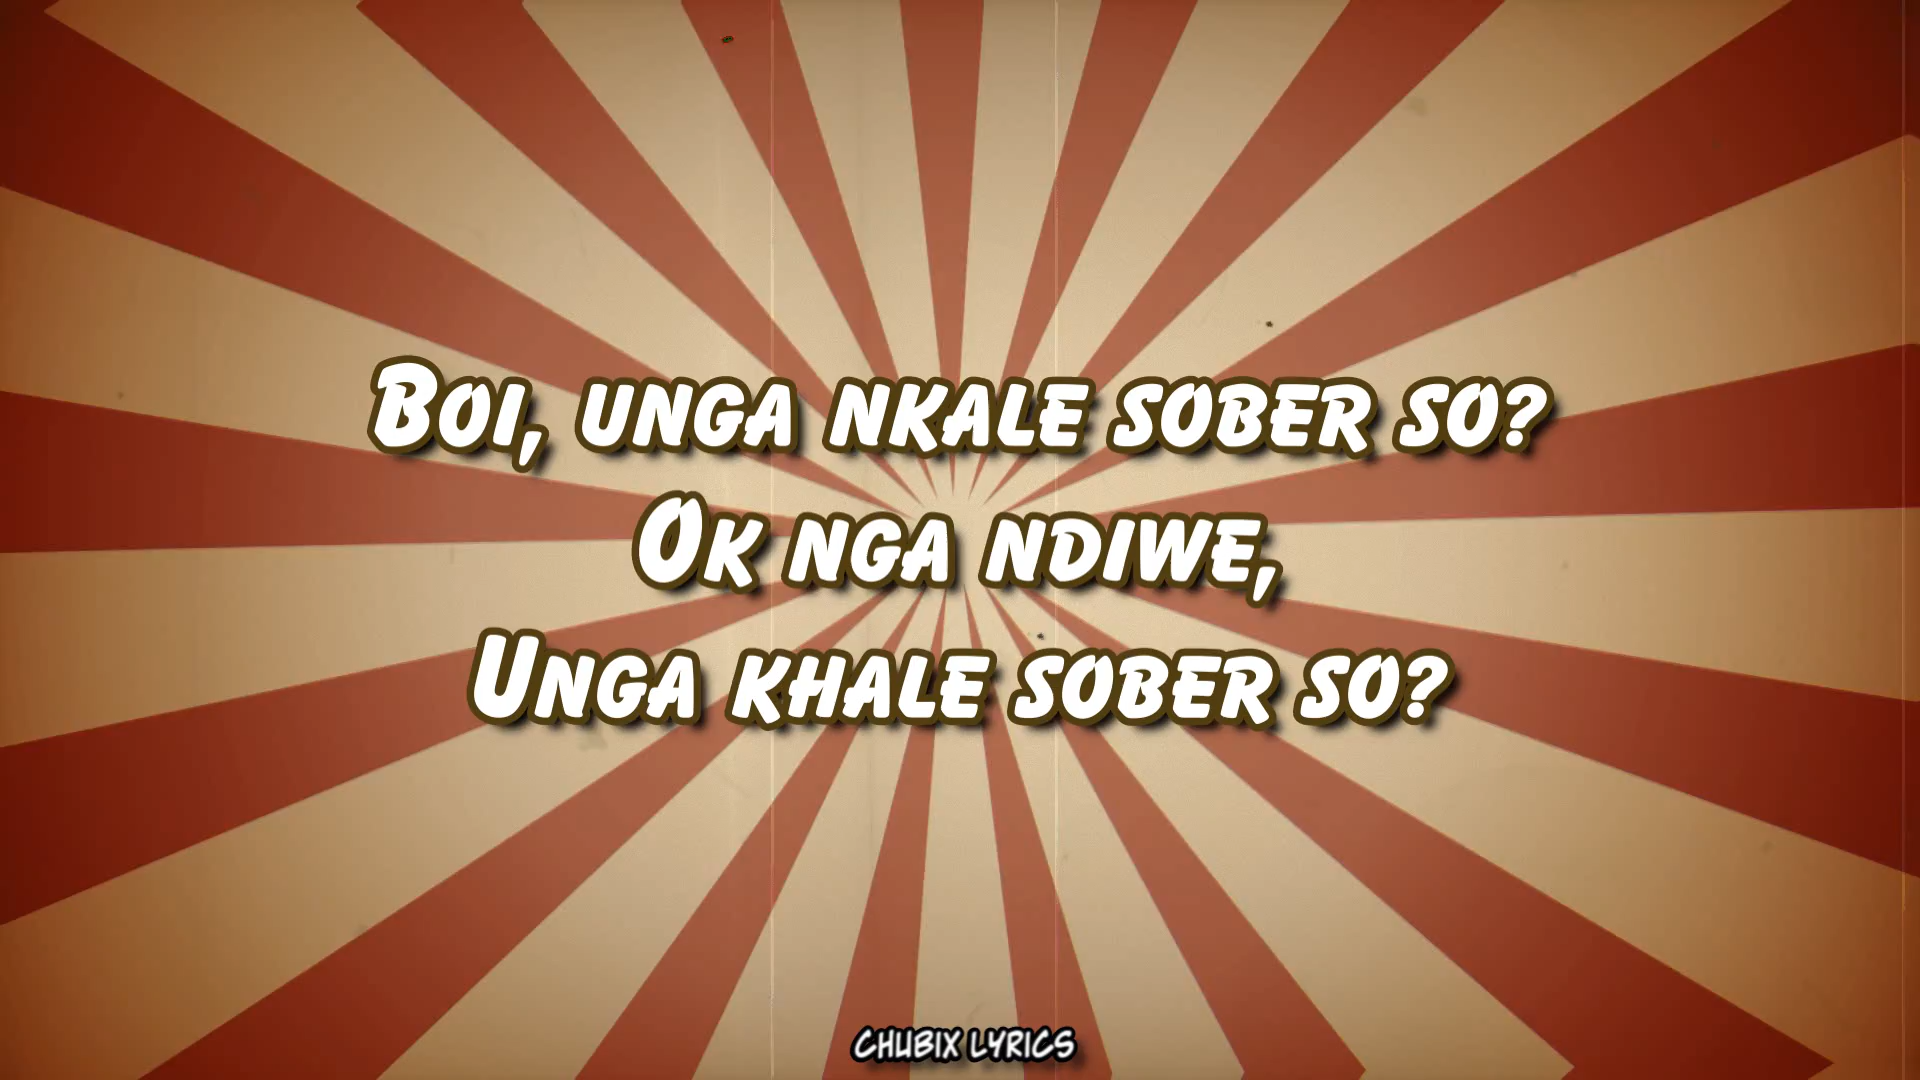 Boi, unga nkale sober so?
Ok nga ndiwe,
Unga khale sober so?
CHUBIX LYRICS